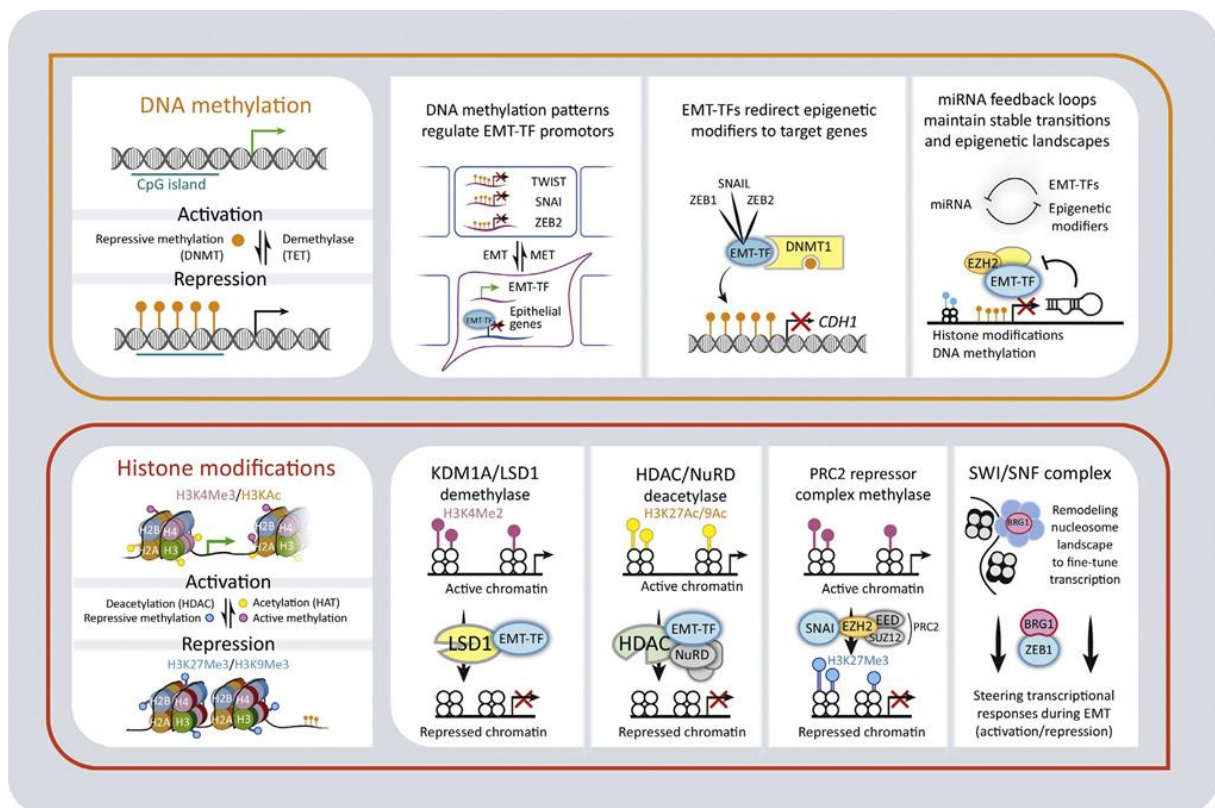 DNA methylation
CpG island
Activation
Repressive methylation
(DNMT)
Demethylase
(TET)
Repression
DNA methylation patterns
regulate EMT-TF promotors
TWIST
SNAI
ZEB2
EMT
MET
EMT-TF
EMT-TF
Epithelial
genes
EMT-TFs redirect epigenetic
modifiers to target genes
SNAIL
ZEB1
ZEB2
EMT-TF
DNMT1
CDH1
miRNA feedback loops
maintain stable transitions
and epigenetic landscapes
miRNA
EMT-TFs
Epigenetic
modifiers
EZH2
EMT-TF
Histone modifications
DNA methylation
Histone modifications
H3K4Me3/H3KAc
H2B
H4
H2A
H3
H2B
H4
H2A
H3
Activation
Deacetylation (HDAC)
Repressive methylation
Acetylation (HAT)
Active methylation
Repression
H3K27Me3/H3K9Me3
H2B
H4
H2A
H3
H2B
H4
H2A
H3
KDM1A/LSD1
demethylase
H3K4Me2
Active chromatin
LSD1
EMT-TF
Repressed chromatin
HDAC/NuRD
deacetylase
H3K27Ac/9Ac
Active chromatin
HDAC
EMT-TF
NuRD
Repressed chromatin
PRC2 repressor
complex methylase
Active chromatin
SNAI
EZH2
EED
SUZ12
PRC2
H3K27Me3
Repressed chromatin
SWI/SNF complex
BRG1
Remodeling
nucleosome
landscape
to fine-tune
transcription
BRG1
ZEB1
Steering transcriptional
responses during EMT
(activation/repression)